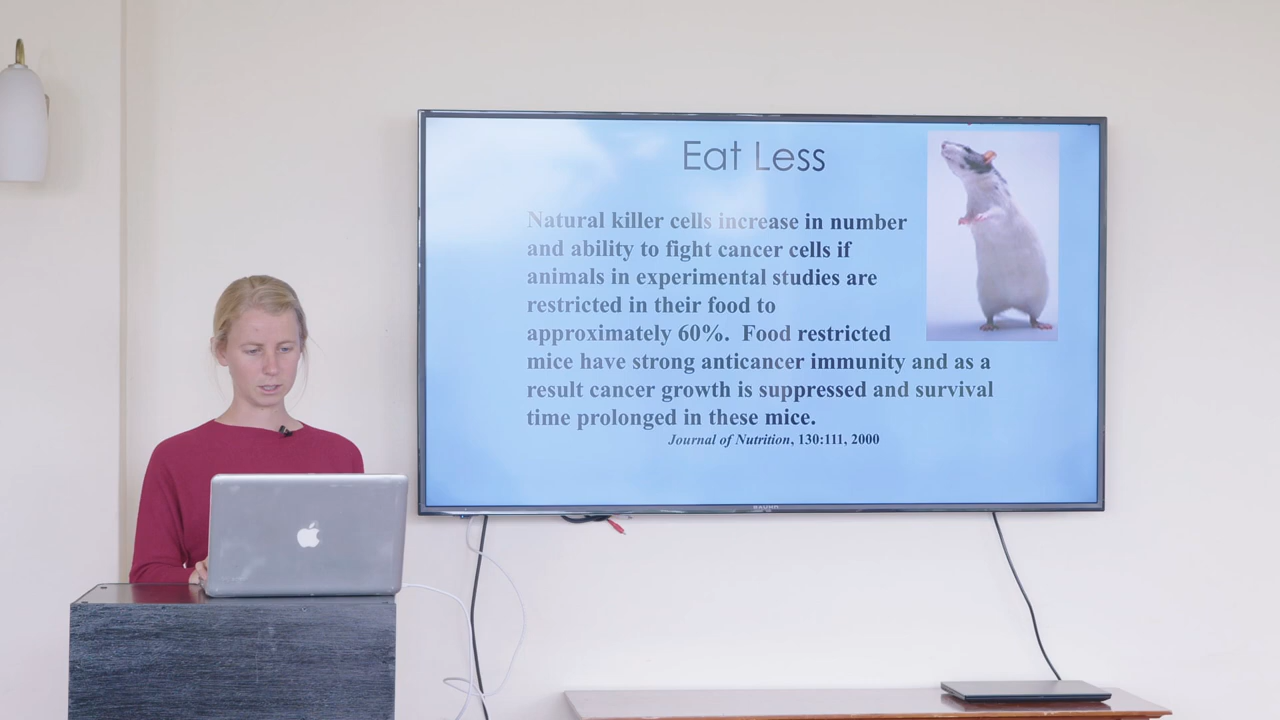 Eat Less
Natural killer cells increase in number
and ability to fight cancer cells if
animals in experimental studies are
restricted in their food to
approximately 60%. Food restricted
mice have strong anticancer immunity and as a
result cancer growth is suppressed and survival
time prolonged in these mice.
Journal of Nutrition, 130:111, 2000
BAUHN